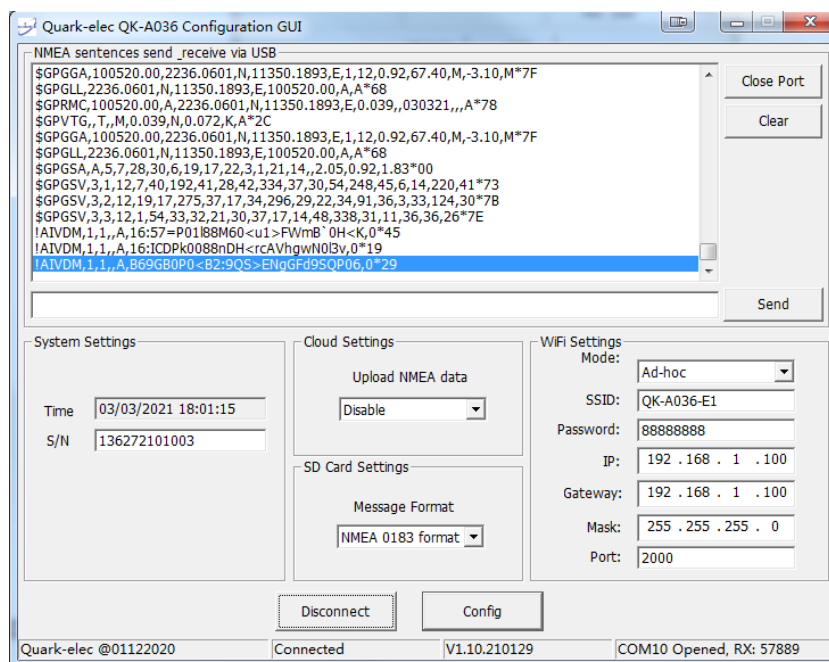 Quark-elec QK-A036 Configuration GUI
NMEA sentences send _receive via USB
$GPGGA,100520.00,2236.0601,N,11350.1893,E,1,12,0.92,67.40,M,-3.10,M*7F
$GPGLL,2236.0601,N,11350.1893,E,100520.00,A,A*68
$GPRMC,100520.00,A,2236.0601,N,11350.1893,E,0.039,,030321,,,A*78
$GPVTG,,T,,M,0.039,N,0.072,K,A*2C
$GPGGA,100520.00,2236.0601,N,11350.1893,E,1,12,0.92,67.40,M,-3.10,M*7F
$GPGLL,2236.0601,N,11350.1893,E,100520.00,A,A*68
$GPGSA,A,5,7,28,30,6,19,17,22,3,1,21,14,,2.05,0.92,1.83*00
$GPGSV,3,1,12,7,40,192,41,28,42,334,37,30,54,248,45,6,14,220,41*73
$GPGSV,3,2,12,19,17,275,37,17,34,296,29,22,34,91,36,3,33,124,30*7B
$GPGSV,3,3,12,1,54,33,32,21,30,37,17,14,48,338,31,11,36,36,26*7E
!AIVDM,1,1,,A,16:57=P01l88M60<u1>FWmB`0H<K,0*45
!AIVDM,1,1,,A,16:ICDPk0088nDH<rcAVhgwN0l3v,0*19
!AIVDM,1,1,,A,B69GB0P0<B2:9QS>ENgGFd9SQP06,0*29
Close Port
Clear
Send
System Settings
Time 03/03/2021 18:01:15
S/N 136272101003
Cloud Settings
Upload NMEA data
Disable
SD Card Settings
Message Format
NMEA 0183 format
WiFi Settings
Mode: Ad-hoc
SSID: QK-A036-E1
Password: 88888888
IP: 192 .168 . 1 .100
Gateway: 192 .168 . 1 .100
Mask: 255 .255 .255 . 0
Port: 2000
Disconnect
Config
Quark-elec @01122020
Connected
V1.10.210129
COM10 Opened, RX: 57889